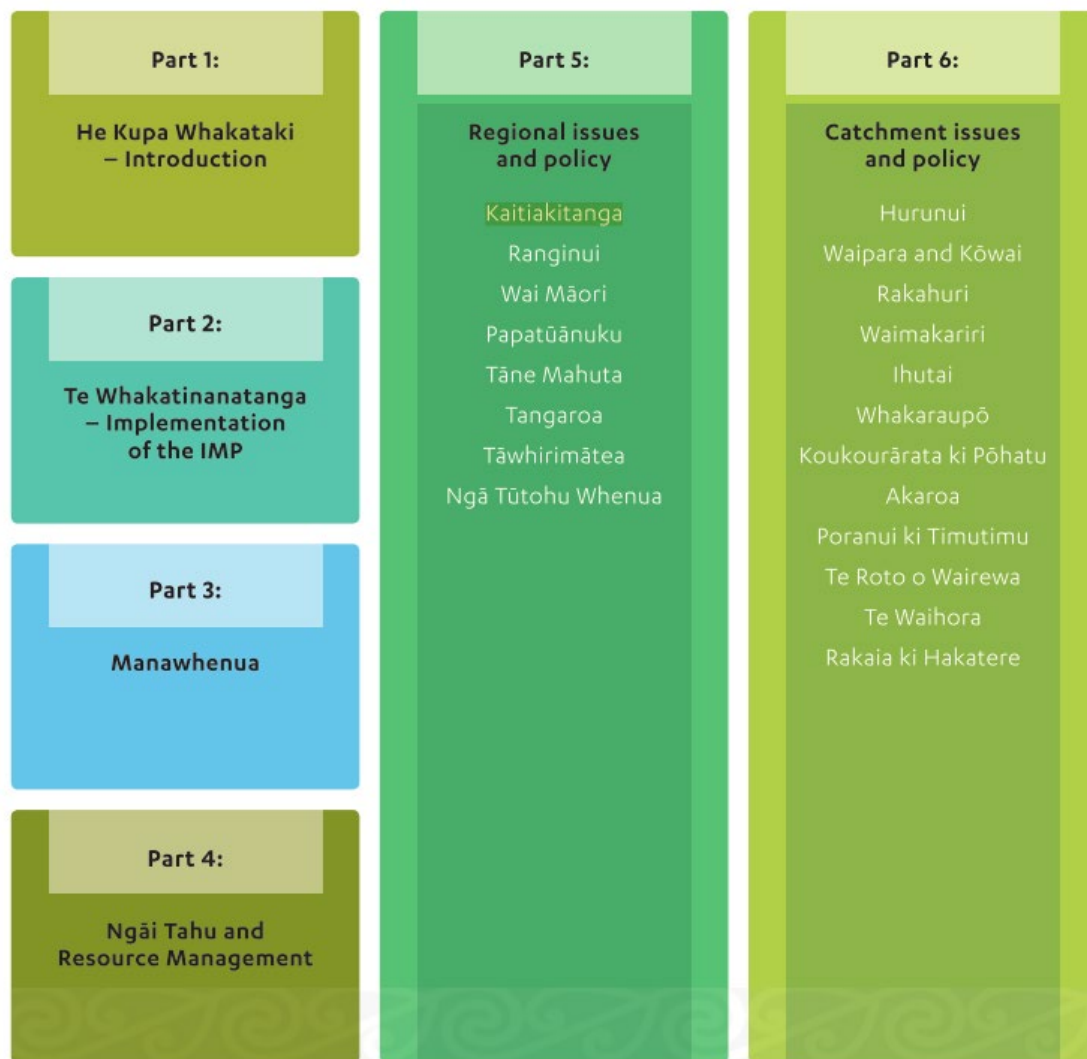 Part 1:
He Kupa Whakataki
– Introduction
Part 2:
Te Whakatinanatanga
– Implementation
of the IMP
Part 3:
Manawhenua
Part 4:
Ngāi Tahu and
Resource Management
Part 5:
Regional issues
and policy
Kaitiakitanga
Ranginui
Wai Māori
Papatūānuku
Tāne Mahuta
Tangaroa
Tāwhirimātea
Ngā Tūtohu Whenua
Part 6:
Catchment issues
and policy
Hurunui
Waipara and Kōwai
Rakahuri
Waimakariri
Ihutai
Whakaraupō
Koukourārata ki Pōhatu
Akaroa
Poranui ki Timutimu
Te Roto o Wairewa
Te Waihora
Rakaia ki Hakatere